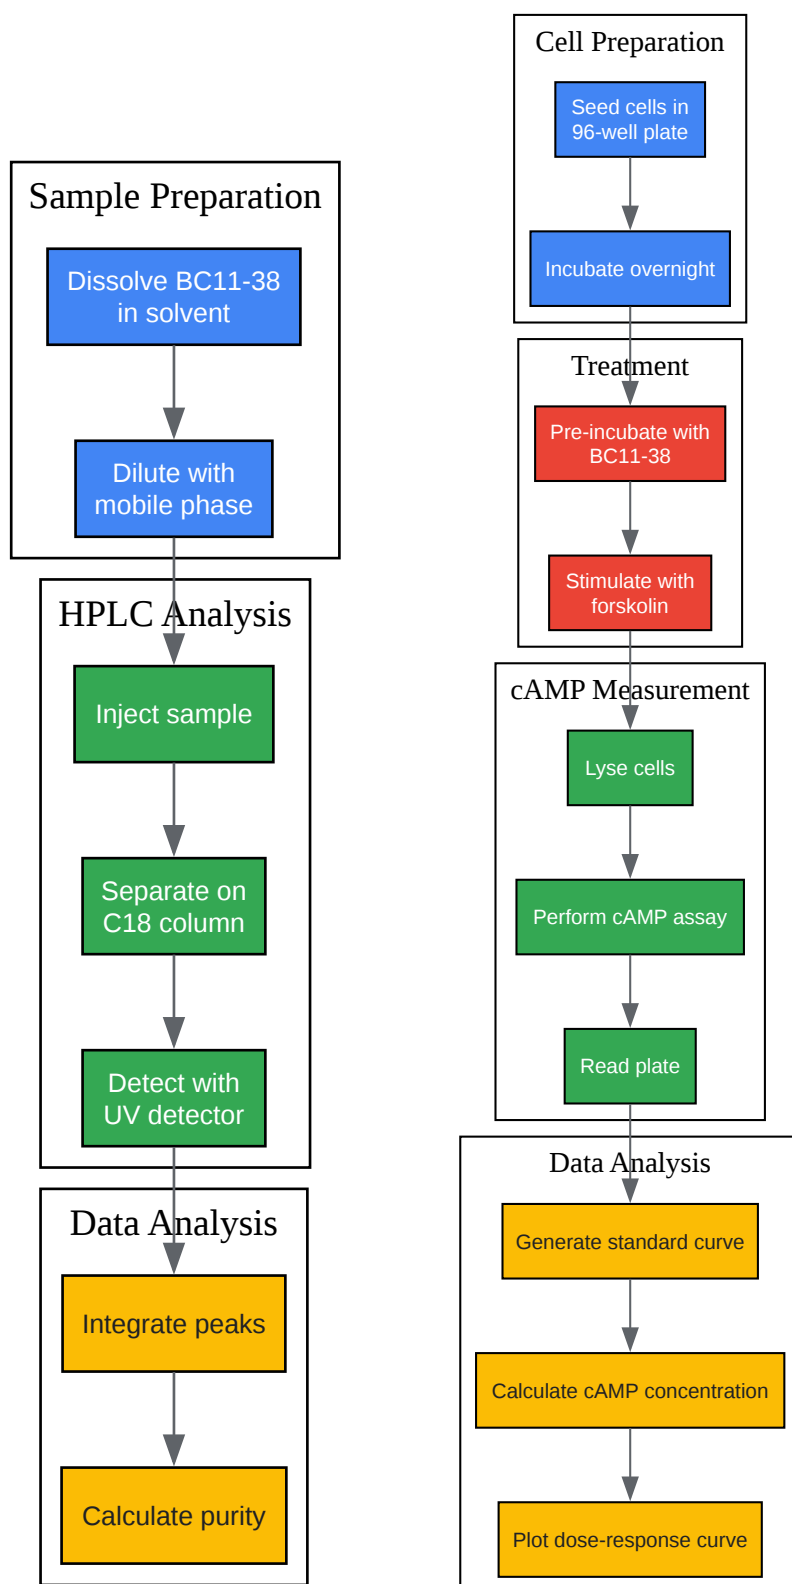 Sample Preparation
Dissolve BC11-38
in solvent
Dilute with
mobile phase
HPLC Analysis
Inject sample
Separate on
C18 column
Detect with
UV detector
Data Analysis
Integrate peaks
Calculate purity
Cell Preparation
Seed cells in
96-well plate
Incubate overnight
Treatment
Pre-incubate with
BC11-38
Stimulate with
forskolin
cAMP Measurement
Lyse cells
Perform cAMP assay
Read plate
Data Analysis
Generate standard curve
Calculate cAMP concentration
Plot dose-response curve